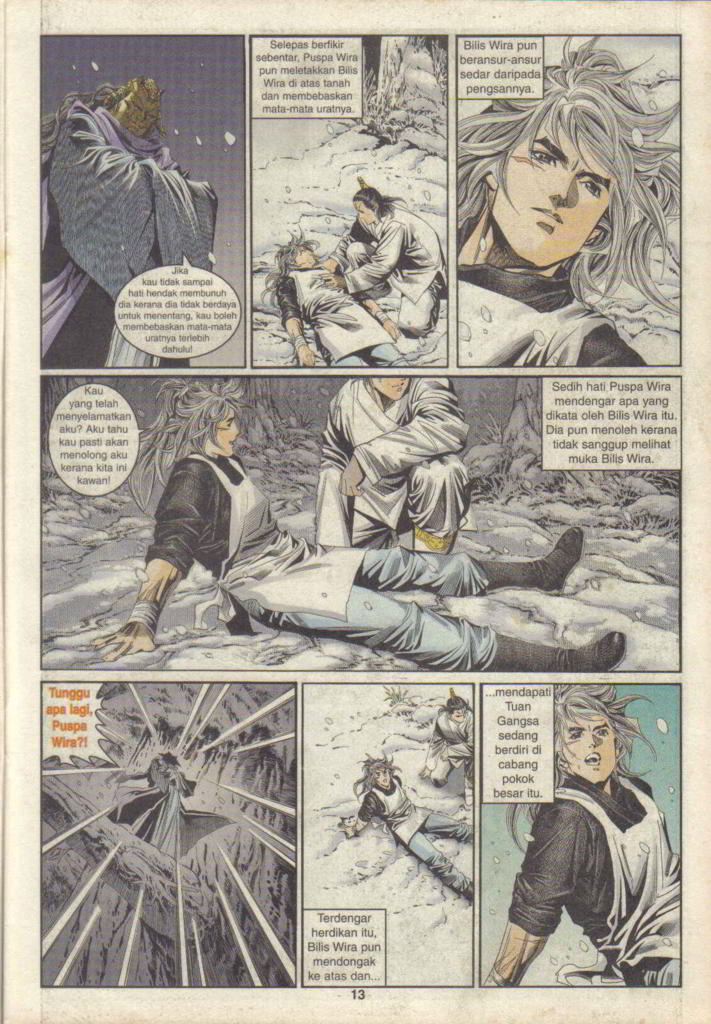 Jika
kau tidak sampai
hati hendak membunuh
dia kerana dia tidak berdaya
untuk menentang, kau boleh
membebaskan mata-mata
uratnya terlebih
dahulu!
Selepas berfikir
sebentar, Puspa Wira
pun meletakkan Bilis
Wira di atas tanah
dan membebaskan
mata-mata uratnya.
Bilis Wira pun
beransur-ansur
sedar daripada
pengsannya.
Kau
yang telah
menyelamatkan
aku? Aku tahu
kau pasti akan
menolong aku
kerana kita ini
kawan!
Sedih hati Puspa Wira
mendengar apa yang
dikata oleh Bilis Wira itu.
Dia pun menoleh kerana
tidak sanggup melihat
muka Bilis Wira.
Tunggu
apa lagi,
Puspa
Wira?!
Terdengar
herdikan itu,
Bilis Wira pun
mendongak
ke atas dan...
...mendapati
Tuan
Gangsa
sedang
berdiri di
cabang
pokok
besar itu.
13